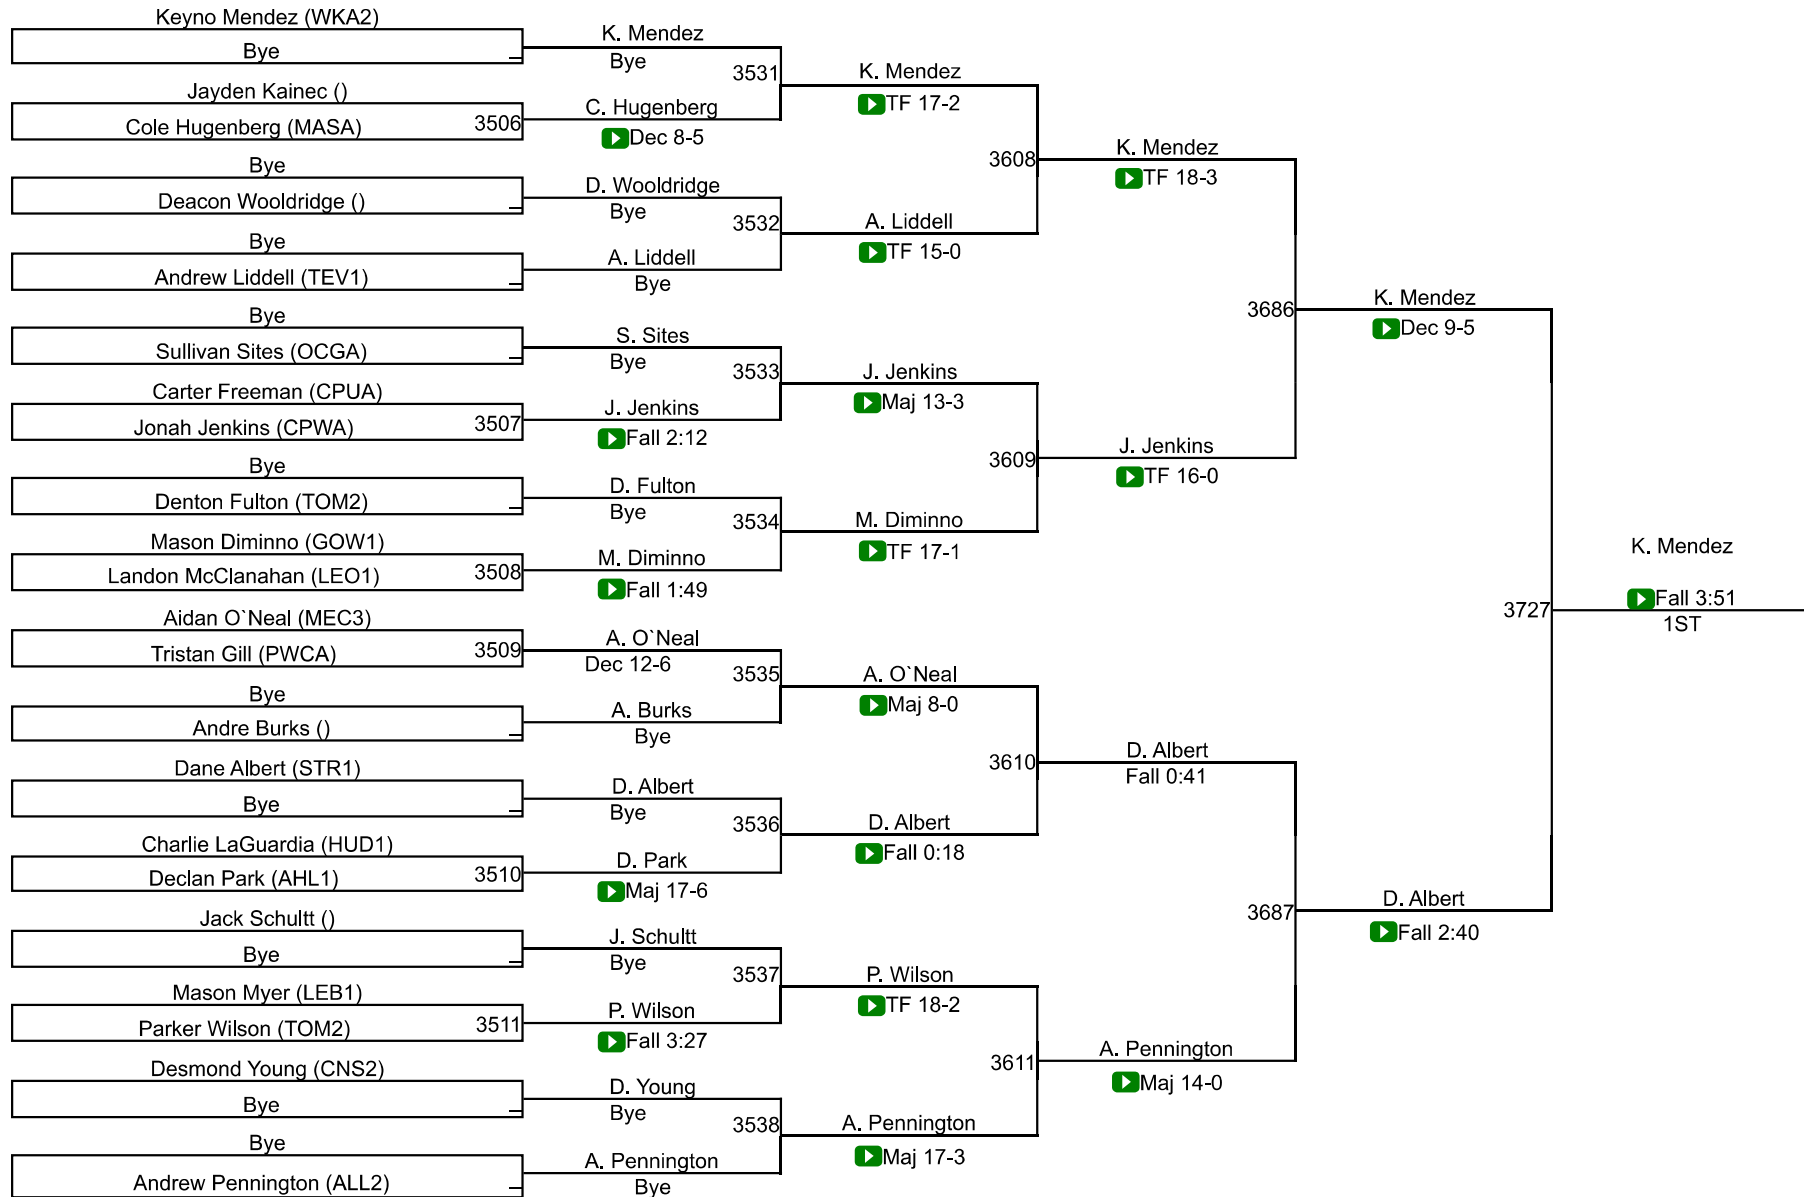 Keyno Mendez (WKA2)
Bye
Jayden Kainec ()
Cole Hugenberg (MASA) 3506
Bye
Deacon Wooldridge ()
Bye
Andrew Liddell (TEV1)
Bye
Sullivan Sites (OCGA)
Carter Freeman (CPUA)
Jonah Jenkins (CPWA) 3507
Bye
Denton Fulton (TOM2)
Mason Diminno (GOW1)
Landon McClanahan (LEO1) 3508
Aidan O`Neal (MEC3)
Tristan Gill (PWCA) 3509
Bye
Andre Burks ()
Dane Albert (STR1)
Bye
Charlie LaGuardia (HUD1)
Declan Park (AHL1) 3510
Jack Schultt ()
Bye
Mason Myer (LEB1)
Parker Wilson (TOM2) 3511
Desmond Young (CNS2)
Bye
Bye
Andrew Pennington (ALL2)
K. Mendez
Bye
3531
C. Hugenberg
Dec 8-5
D. Wooldridge
Bye
3532
A. Liddell
Bye
S. Sites
Bye
3533
J. Jenkins
Fall 2:12
D. Fulton
Bye
3534
M. Diminno
Fall 1:49
A. O`Neal
Dec 12-6
3535
A. Burks
Bye
D. Albert
Bye
3536
D. Park
Maj 17-6
J. Schultt
Bye
3537
P. Wilson
Fall 3:27
D. Young
Bye
3538
A. Pennington
Bye
K. Mendez
TF 17-2
3608
A. Liddell
TF 15-0
J. Jenkins
Maj 13-3
3609
M. Diminno
TF 17-1
A. O`Neal
Maj 8-0
3610
D. Albert
Fall 0:18
P. Wilson
TF 18-2
3611
A. Pennington
Maj 17-3
K. Mendez
TF 18-3
3686
J. Jenkins
TF 16-0
D. Albert
Fall 0:41
3687
A. Pennington
Maj 14-0
K. Mendez
Dec 9-5
3727
D. Albert
Fall 2:40
K. Mendez
Fall 3:51
1ST